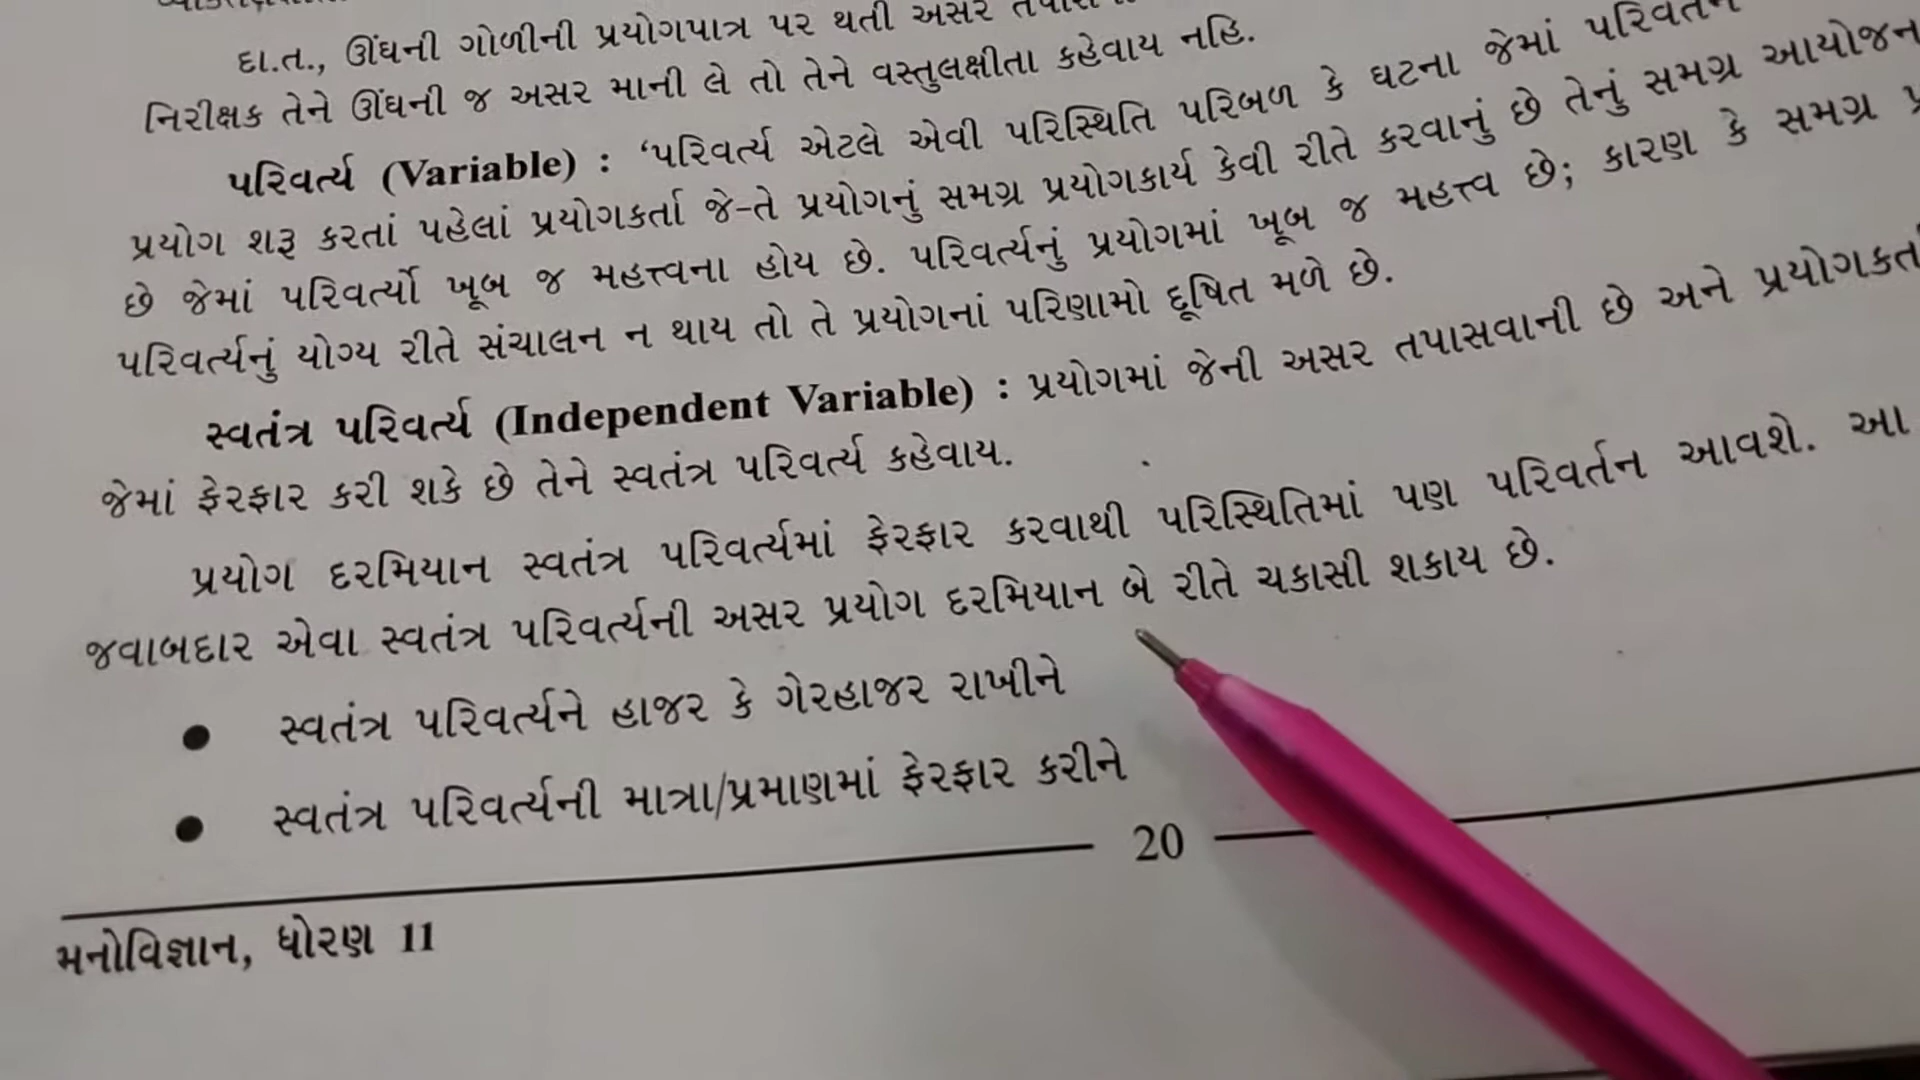 દા.ત., ઊંઘની ગોળીની પ્રયોગપાત્ર પર થતી અસર
નિરીક્ષક તેને ઊંઘની જ અસર માની લે તો તેને વસ્તુલક્ષીતા કહેવાય નહિ.
પરિવર્ત્ય (Variable) : ‘પરિવર્ત્ય એટલે એવી પરિસ્થિતિ પરિબળ કે ઘટના જેમાં પરિવર્તન
પ્રયોગ શરૂ કરતાં પહેલાં પ્રયોગકર્તા જે-તે પ્રયોગનું સમગ્ર પ્રયોગકાર્ય કેવી રીતે કરવાનું છે તેનું સમગ્ર આયોજન
છે જેમાં પરિવર્ત્યો ખૂબ જ મહત્ત્વના હોય છે. પરિવર્ત્યનું પ્રયોગમાં ખૂબ જ મહત્ત્વ છે; કારણ કે સમગ્ર
પરિવર્ત્યનું યોગ્ય રીતે સંચાલન ન થાય તો તે પ્રયોગનાં પરિણામો દૂષિત મળે છે.
સ્વતંત્ર પરિવર્ત્ય (Independent Variable) : પ્રયોગમાં જેની અસર તપાસવાની છે અને પ્રયોગકર્તા
જેમાં ફેરફાર કરી શકે છે તેને સ્વતંત્ર પરિવર્ત્ય કહેવાય.
પ્રયોગ દરમિયાન સ્વતંત્ર પરિવર્ત્યમાં ફેરફાર કરવાથી પરિસ્થિતિમાં પણ પરિવર્તન આવશે. આ
જવાબદાર એવા સ્વતંત્ર પરિવર્ત્યની અસર પ્રયોગ દરમિયાન બે રીતે ચકાસી શકાય છે.
● સ્વતંત્ર પરિવર્ત્યને હાજર કે ગેરહાજર રાખીને
● સ્વતંત્ર પરિવર્ત્યની માત્રા/પ્રમાણમાં ફેરફાર કરીને
20
મનોવિજ્ઞાન, ધોરણ 11